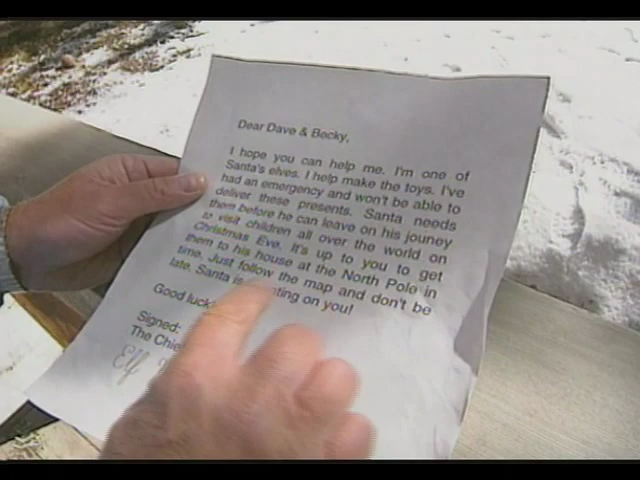 Dear Dave & Becky,
I hope you can help me. I'm one of
Santa's elves. I help make the toys. I've
had an emergency and won't be able to
deliver these presents. Santa needs
them before he can leave on his jouney
to visit children all over the world on
Christmas Eve. It's up to you to get
them to his house at the North Pole in
time. Just follow the map and don't be
late. Santa is on you!
Good luck
Signed:
The Chie
Elf